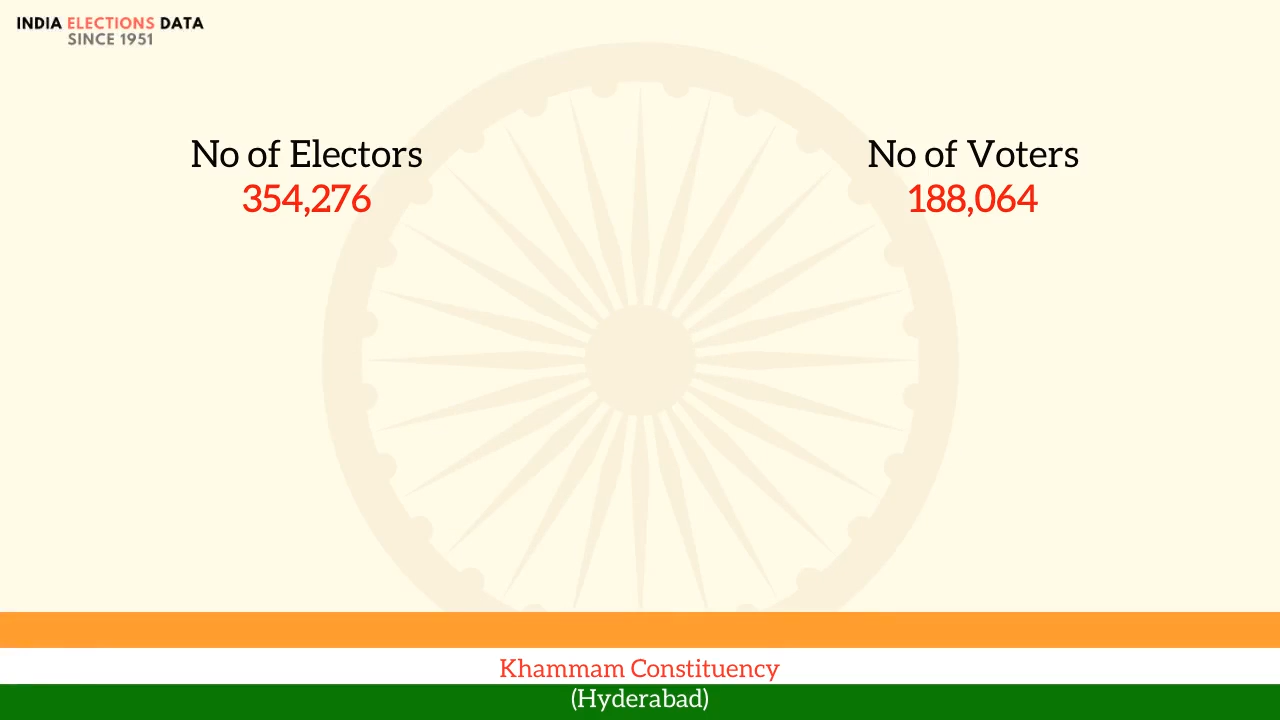 INDIA ELECTIONS DATA
SINCE 1951
No of Electors
354,276
No of Voters
188,064
Khammam Constituency
(Hyderabad)